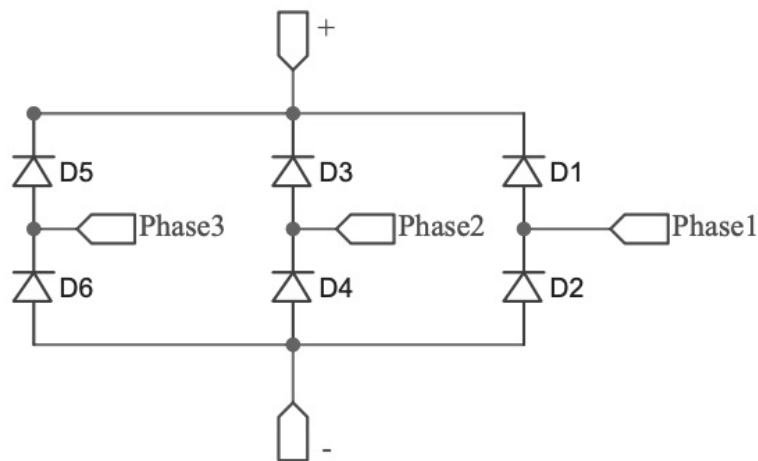 +
D5 D3 D1
Phase3 Phase2 Phase1
D6 D4 D2
-